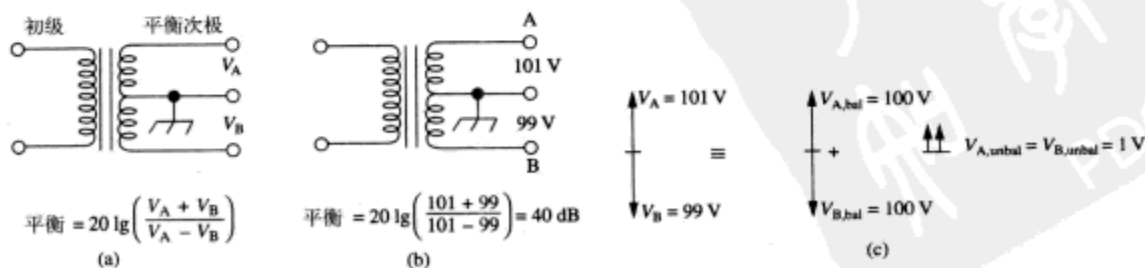 初级
平衡次极
V_A
V_B
平衡 = 20 lg( (V_A + V_B) / (V_A − V_B) )
(a)
A
101 V
99 V
B
平衡 = 20 lg( (101 + 99) / (101 − 99) ) = 40 dB
(b)
V_A = 101 V
≡
V_B = 99 V
V_A,bal = 100 V
+
V_A,unbal = V_B,unbal = 1 V
V_B,bal = 100 V
(c)
PD